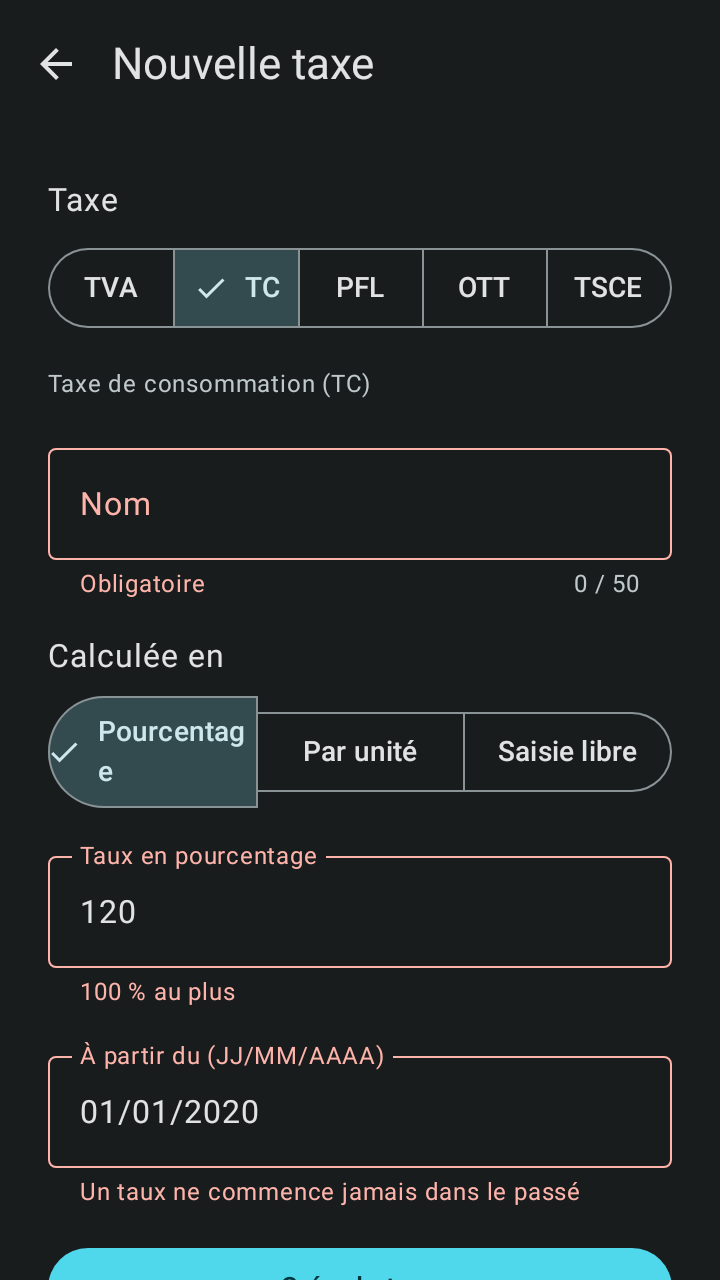 Nouvelle taxe
Taxe
TVA TC PFL OTT TSCE
Taxe de consommation (TC)
Nom
Obligatoire 0 / 50
Calculée en
Pourcentag
e
Par unité Saisie libre
Taux en pourcentage
120
100 % au plus
À partir du (JJ/MM/AAAA)
01/01/2020
Un taux ne commence jamais dans le passé